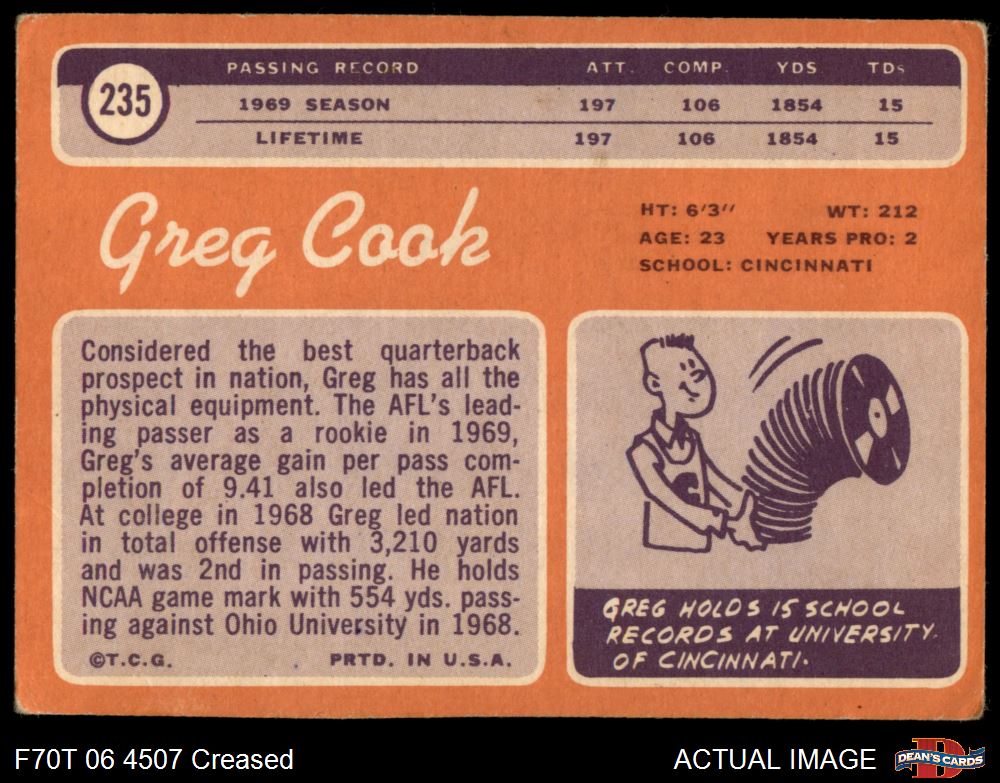 235
PASSING RECORD ATT. COMP. YDS TDs
1969 SEASON 197 106 1854 15
LIFETIME 197 106 1854 15
Greg Cook
HT: 6'3" WT: 212
AGE: 23 YEARS PRO: 2
SCHOOL: CINCINNATI
Considered the best quarterback
prospect in nation, Greg has all the
physical equipment. The AFL's lead-
ing passer as a rookie in 1969,
Greg's average gain per pass com-
pletion of 9.41 also led the AFL.
At college in 1968 Greg led nation
in total offense with 3,210 yards
and was 2nd in passing. He holds
NCAA game mark with 554 yds. pass-
ing against Ohio University in 1968.
©T.C.G. PRTD. IN U.S.A.
C
GREG HOLDS 15 SCHOOL
RECORDS AT UNIVERSITY.
OF CINCINNATI.
F70T 06 4507 Creased
ACTUAL IMAGE
D
DEAN'S CARDS